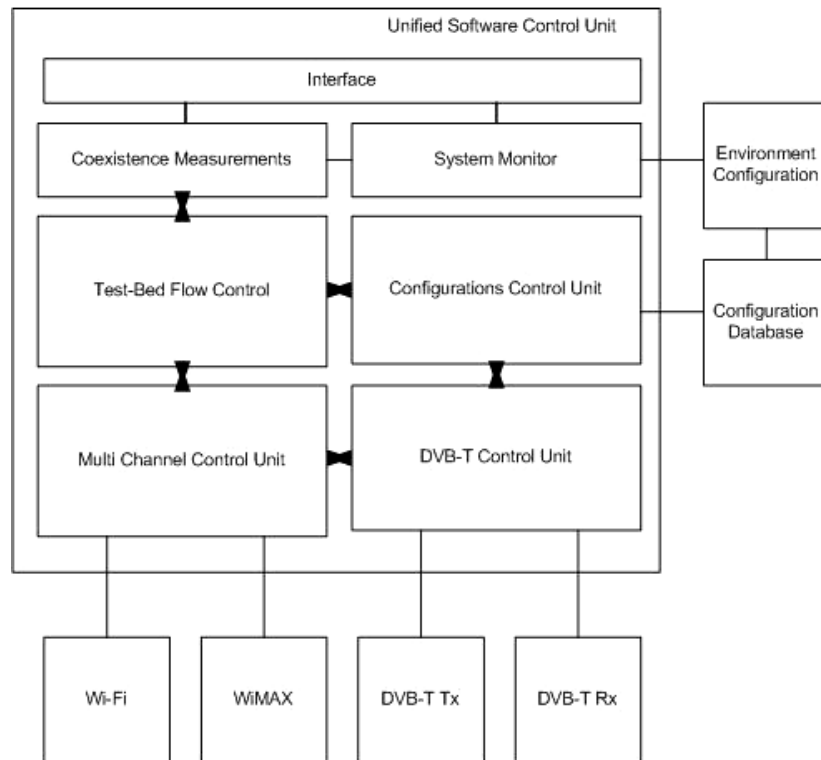 Unified Software Control Unit
Interface
Coexistence Measurements
System Monitor
Environment
Configuration
Test-Bed Flow Control
Configurations Control Unit
Configuration
Database
Multi Channel Control Unit
DVB-T Control Unit
Wi-Fi
WiMAX
DVB-T Tx
DVB-T Rx